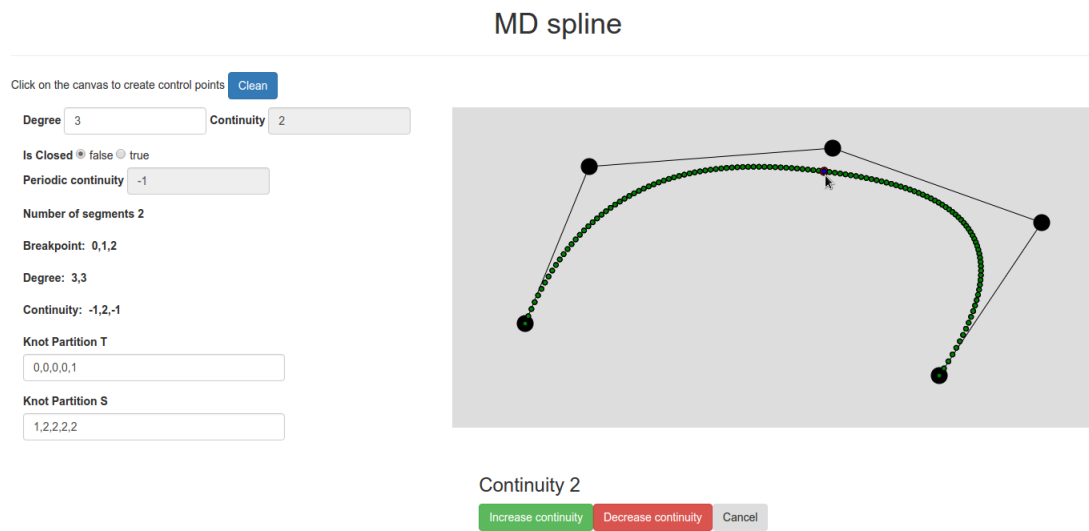 MD spline
Click on the canvas to create control points Clean
Degree 3 Continuity 2
Is Closed false true
Periodic continuity -1
Number of segments 2
Breakpoint: 0,1,2
Degree: 3,3
Continuity: -1,2,-1
Knot Partition T
0,0,0,0,1
Knot Partition S
1,2,2,2,2
Continuity 2
Increase continuity Decrease continuity Cancel